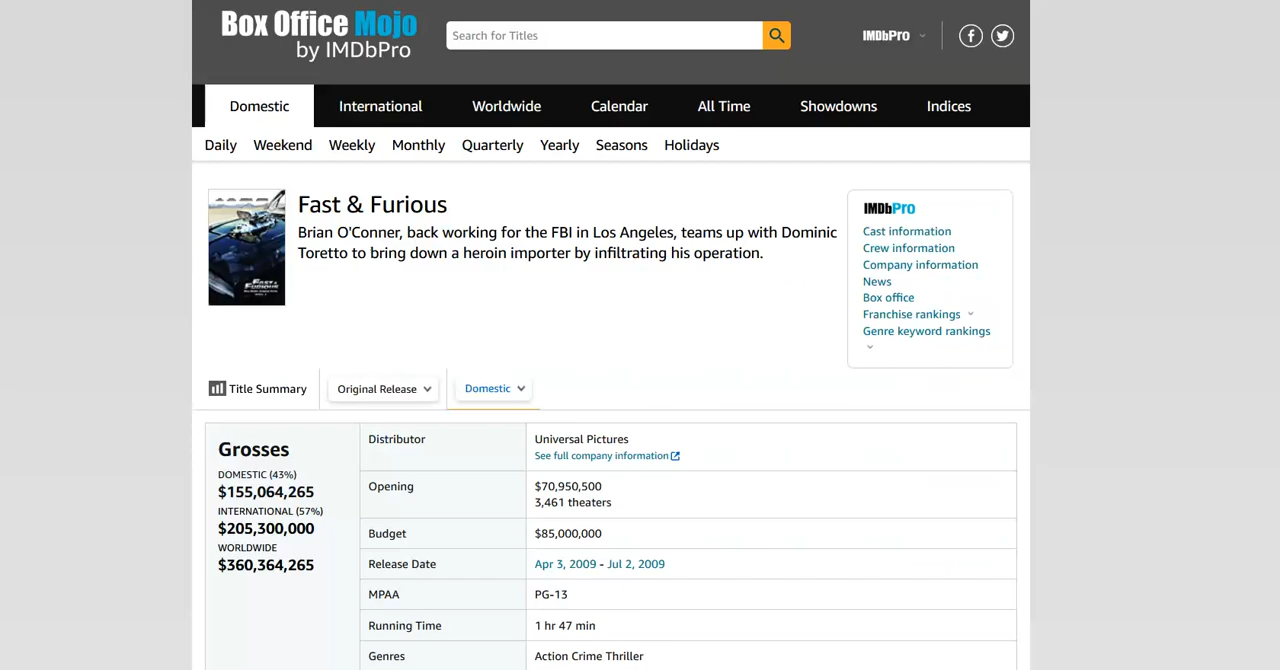 Box Office Mojo
by IMDbPro
Search for Titles
IMDbPro
Domestic
International
Worldwide
Calendar
All Time
Showdowns
Indices
Daily
Weekend
Weekly
Monthly
Quarterly
Yearly
Seasons
Holidays
Fast & Furious
Brian O'Conner, back working for the FBI in Los Angeles, teams up with Dominic
Toretto to bring down a heroin importer by infiltrating his operation.
FAST &
FURIOUS
IMDbPro
Cast information
Crew information
Company information
News
Box office
Franchise rankings
Genre keyword rankings
Title Summary
Original Release
Domestic
Grosses
DOMESTIC (43%)
$155,064,265
INTERNATIONAL (57%)
$205,300,000
WORLDWIDE
$360,364,265
Distributor
Universal Pictures
See full company information
Opening
$70,950,500
3,461 theaters
Budget
$85,000,000
Release Date
Apr 3, 2009 - Jul 2, 2009
MPAA
PG-13
Running Time
1 hr 47 min
Genres
Action Crime Thriller